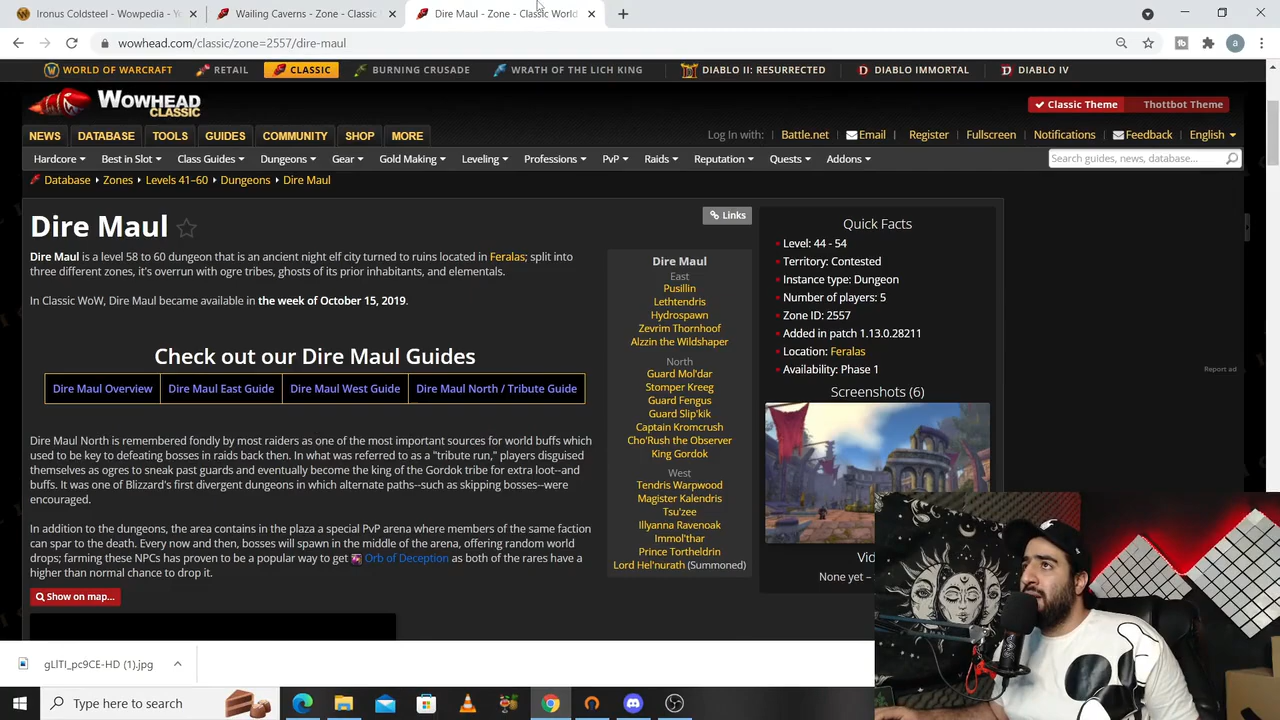 Ironus Coldsteel - Wowpedia - Yo
Wailing Caverns - Zone - Classic
Dire Maul - Zone - Classic World
wowhead.com/classic/zone=2557/dire-maul
a
WORLD OF WARCRAFT
RETAIL
CLASSIC
BURNING CRUSADE
WRATH OF THE LICH KING
DIABLO II: RESURRECTED
DIABLO IMMORTAL
DIABLO IV
WOWHEAD
CLASSIC
Classic Theme
Thottbot Theme
NEWS
DATABASE
TOOLS
GUIDES
COMMUNITY
SHOP
MORE
Log In with:
Battle.net
Email
Register
Fullscreen
Notifications
Feedback
English
Hardcore
Best in Slot
Class Guides
Dungeons
Gear
Gold Making
Leveling
Professions
PvP
Raids
Reputation
Quests
Addons
Search guides, news, database...
Database
Zones
Levels 41–60
Dungeons
Dire Maul
Dire Maul
Links
Dire Maul is a level 58 to 60 dungeon that is an ancient night elf city turned to ruins located in Feralas; split into
three different zones, it's overrun with ogre tribes, ghosts of its prior inhabitants, and elementals.
In Classic WoW, Dire Maul became available in the week of October 15, 2019.
Check out our Dire Maul Guides
Dire Maul Overview
Dire Maul East Guide
Dire Maul West Guide
Dire Maul North / Tribute Guide
Dire Maul North is remembered fondly by most raiders as one of the most important sources for world buffs which
used to be key to defeating bosses in raids back then. In what was referred to as a "tribute run," players disguised
themselves as ogres to sneak past guards and eventually become the king of the Gordok tribe for extra loot--and
buffs. It was one of Blizzard's first divergent dungeons in which alternate paths--such as skipping bosses--were
encouraged.
In addition to the dungeons, the area contains in the plaza a special PvP arena where members of the same faction
can spar to the death. Every now and then, bosses will spawn in the middle of the arena, offering random world
drops; farming these NPCs has proven to be a popular way to get Orb of Deception as both of the rares have a
higher than normal chance to drop it.
Show on map...
Dire Maul
East
Pusillin
Lethtendris
Hydrospawn
Zevrim Thornhoof
Alzzin the Wildshaper
North
Guard Mol'dar
Stomper Kreeg
Guard Fengus
Guard Slip'kik
Captain Kromcrush
Cho'Rush the Observer
King Gordok
West
Tendris Warpwood
Magister Kalendris
Tsu'zee
Illyanna Ravenoak
Immol'thar
Prince Tortheldrin
Lord Hel'nurath (Summoned)
Quick Facts
Level: 44 - 54
Territory: Contested
Instance type: Dungeon
Number of players: 5
Zone ID: 2557
Added in patch 1.13.0.28211
Location: Feralas
Availability: Phase 1
Screenshots (6)
Vid
None yet –
Report ad
gLlTI_pc9CE-HD (1).jpg
Type here to search